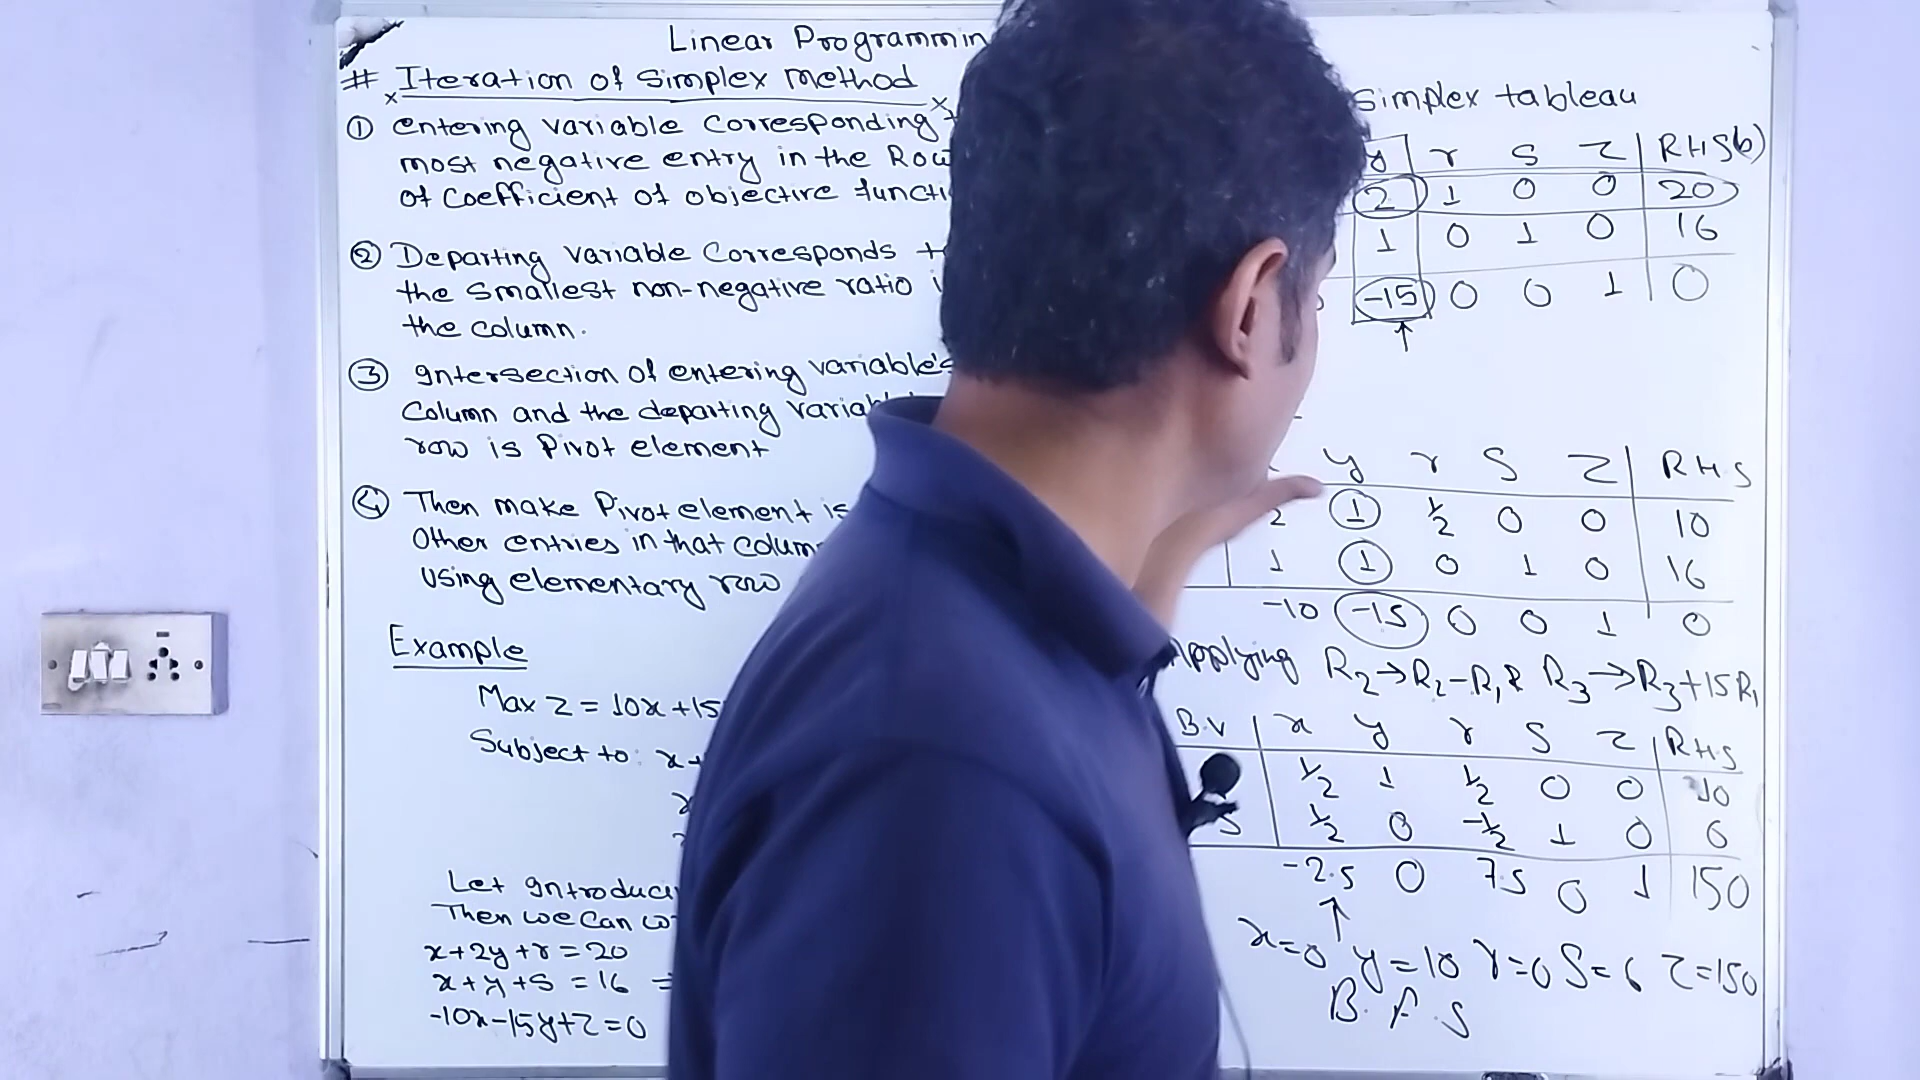 Linear Programmin
# Iteration of Simplex method
① entering variable Corresponding
most negative entry in the Row
of Coefficient of objective functi
② Departing variable Corresponds t
the smallest non-negative ratio i
the column.
③ Intersection of entering variable's
Column and the departing variab
row is Pivot element
④ Then make Pivot element is
Other entries in that colum
using elementary row
Example
Max Z = 10x + 15
Subject to: x +
x
Let Introduci
Then we can w
x + 2y + r = 20
x + y + S = 16 =
-10x - 15y + Z = 0
Simplex tableau
y r S Z RHS(b)
2 1 0 0 20
1 0 1 0 16
-15 0 0 1 0
↑
y r S Z RHS
2 1 1/2 0 0 10
1 1 0 1 0 16
-10 -15 0 0 1 0
Applying R2 → R2 - R1 & R3 → R3 + 15R1
B.V x y r S Z RHS
1/2 1 1/2 0 0 10
S 1/2 0 -1/2 1 0 6
-2.5 0 7.5 0 1 150
↑
x = 0 y = 10 r = 0 S = 6 Z = 150
B.F.S